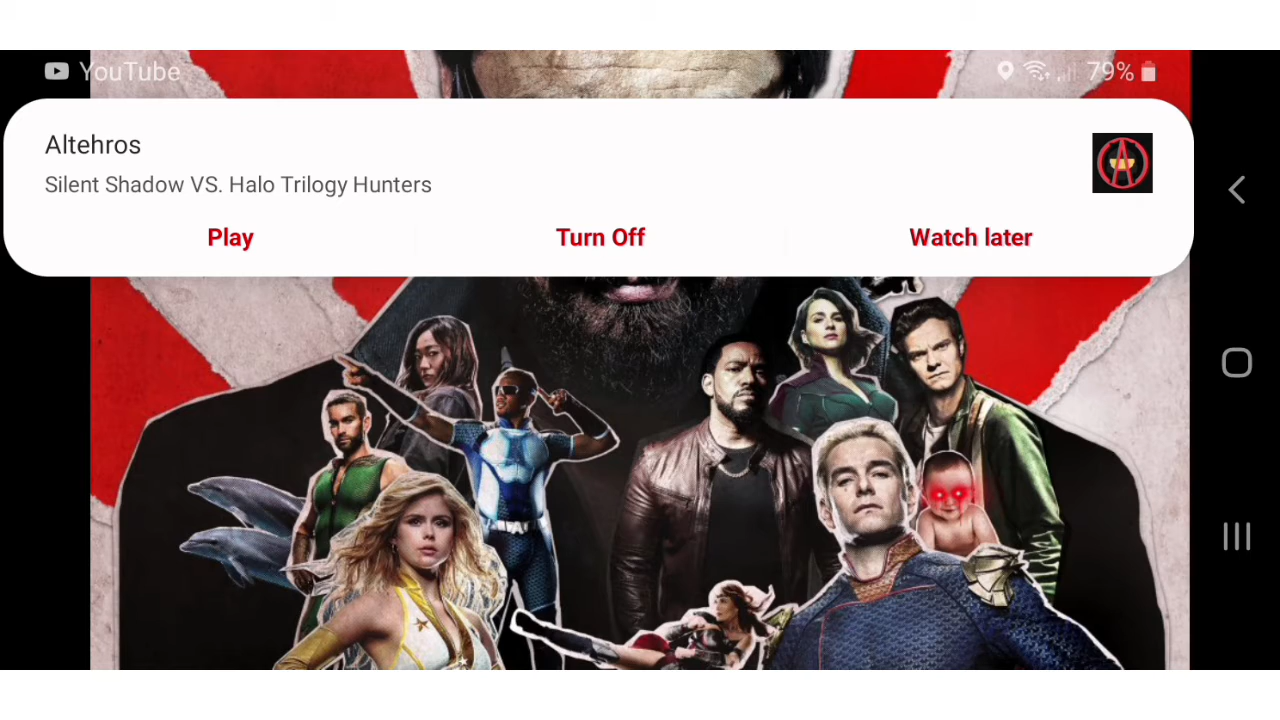 YouTube 79%
Altehros
Silent Shadow VS. Halo Trilogy Hunters
Play Turn Off Watch later